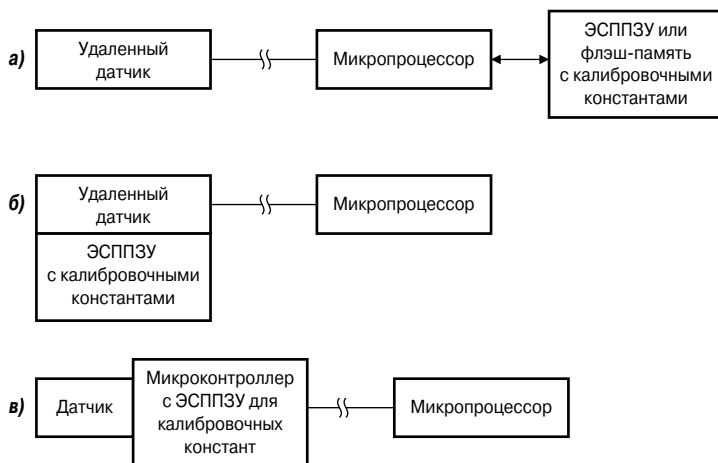 а)
Удаленный
датчик
Микропроцессор
ЭСППЗУ или
флэш-память
с калибровочными
константами
б)
Удаленный
датчик
ЭСППЗУ
с калибровочными
константами
Микропроцессор
в)
Датчик
Микроконтроллер
с ЭСППЗУ для
калибровочных
констант
Микропроцессор